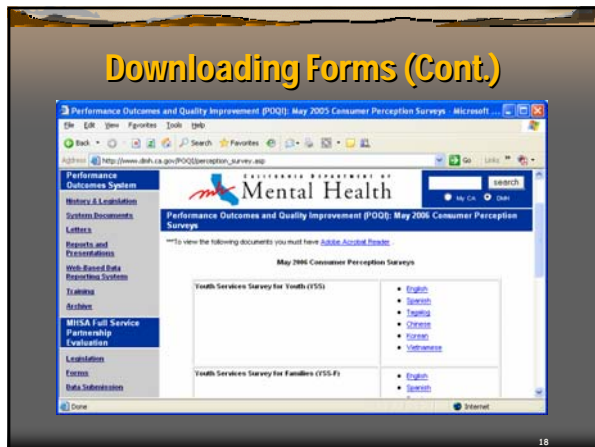 Downloading Forms (Cont.)
Performance Outcomes and Quality Improvement (POQI): May 2005 Consumer Perception Surveys - Microsoft ...
File Edit View Favorites Tools Help
Back Search Favorites
Address http://www.dmh.ca.gov/POQI/perception_survey.asp Go Links »
Performance
Outcomes System
History & Legislation
System Documents
Letters
Reports and
Presentations
Web-Based Data
Reporting System
Training
Archive
MHSA Full Service
Partnership
Evaluation
Legislation
Forms
Data Submission
CALIFORNIA DEPARTMENT OF
Mental Health
search
My CA DMH
Performance Outcomes and Quality Improvement (POQI): May 2006 Consumer Perception
Surveys
***To view the following documents you must have Adobe Acrobat Reader .
May 2006 Consumer Perception Surveys
Youth Services Survey for Youth (YSS)
English
Spanish
Tagalog
Chinese
Korean
Vietnamese
Youth Services Survey for Families (YSS-F)
English
Spanish
Done Internet
18